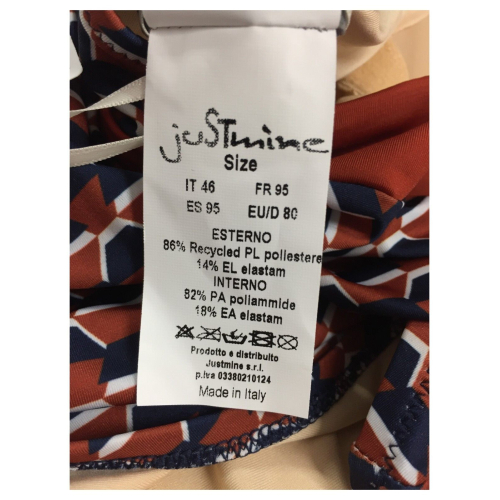 jusTmine
Size
IT 46 FR 95
ES 95 EU/D 80
ESTERNO
86% Recycled PL poliestere
14% EL elastam
INTERNO
82% PA poliammide
18% EA elastam
Prodotto e distribuito
Justmine s.r.l.
p.Iva 03380210124
Made in Italy